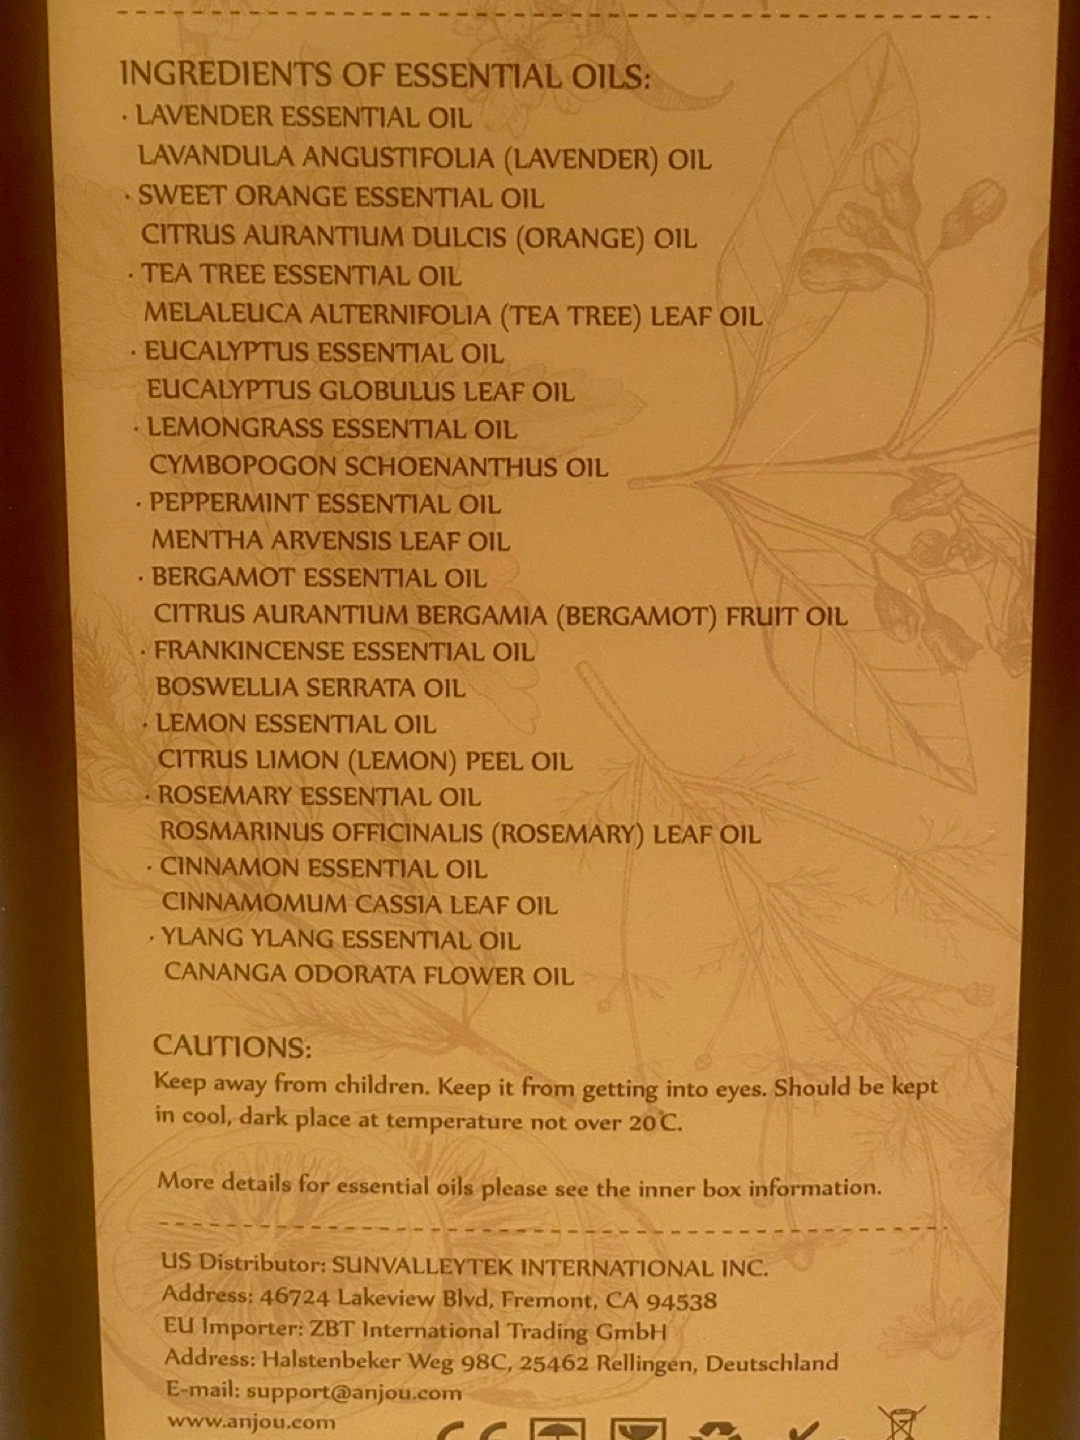 INGREDIENTS OF ESSENTIAL OILS:
· LAVENDER ESSENTIAL OIL
LAVANDULA ANGUSTIFOLIA (LAVENDER) OIL
· SWEET ORANGE ESSENTIAL OIL
CITRUS AURANTIUM DULCIS (ORANGE) OIL
· TEA TREE ESSENTIAL OIL
MELALEUCA ALTERNIFOLIA (TEA TREE) LEAF OIL
· EUCALYPTUS ESSENTIAL OIL
EUCALYPTUS GLOBULUS LEAF OIL
· LEMONGRASS ESSENTIAL OIL
CYMBOPOGON SCHOENANTHUS OIL
· PEPPERMINT ESSENTIAL OIL
MENTHA ARVENSIS LEAF OIL
· BERGAMOT ESSENTIAL OIL
CITRUS AURANTIUM BERGAMIA (BERGAMOT) FRUIT OIL
· FRANKINCENSE ESSENTIAL OIL
BOSWELLIA SERRATA OIL
· LEMON ESSENTIAL OIL
CITRUS LIMON (LEMON) PEEL OIL
· ROSEMARY ESSENTIAL OIL
ROSMARINUS OFFICINALIS (ROSEMARY) LEAF OIL
· CINNAMON ESSENTIAL OIL
CINNAMOMUM CASSIA LEAF OIL
· YLANG YLANG ESSENTIAL OIL
CANANGA ODORATA FLOWER OIL
CAUTIONS:
Keep away from children. Keep it from getting into eyes. Should be kept
in cool, dark place at temperature not over 20°C.
More details for essential oils please see the inner box information.
US Distributor: SUNVALLEYTEK INTERNATIONAL INC.
Address: 46724 Lakeview Blvd, Fremont, CA 94538
EU Importer: ZBT International Trading GmbH
Address: Halstenbeker Weg 98C, 25462 Rellingen, Deutschland
E-mail: support@anjou.com
www.anjou.com
CE